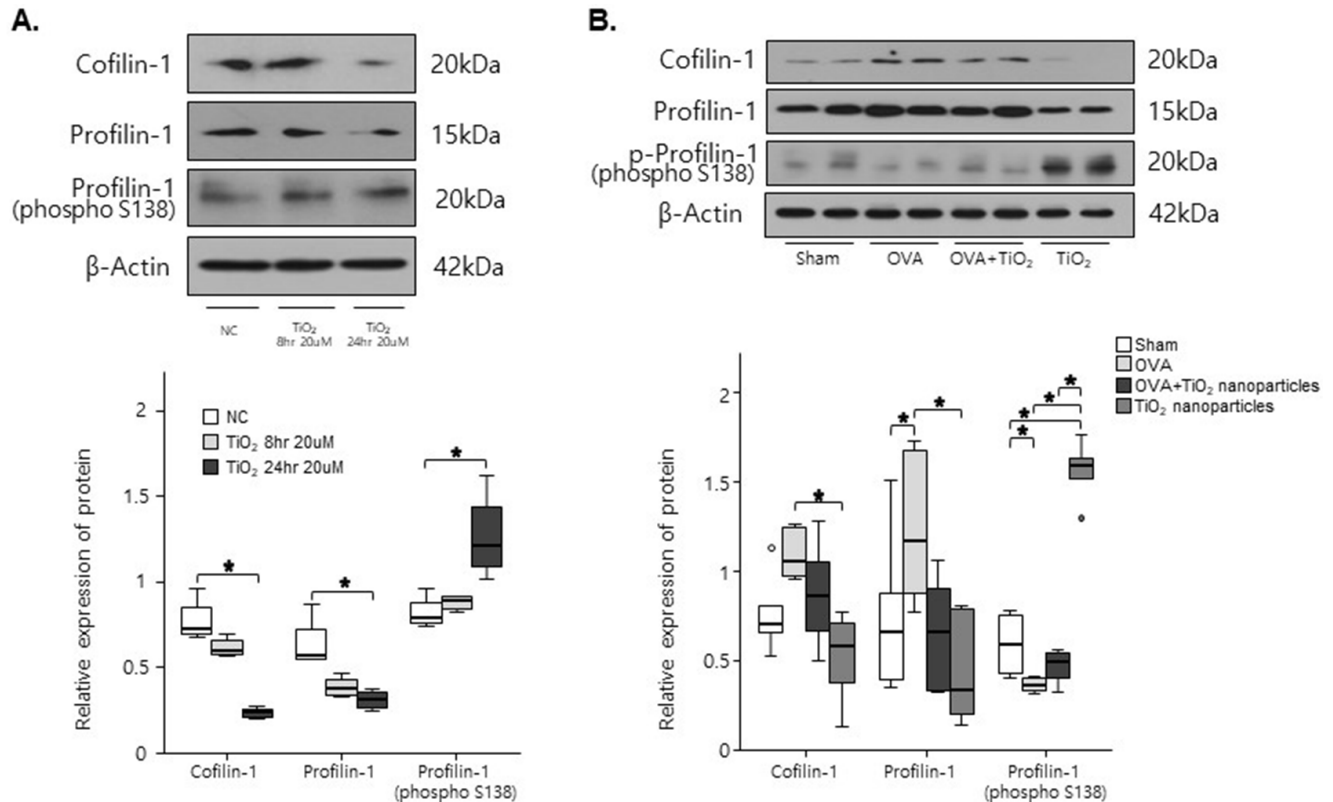 A.
Cofilin-1 20kDa
Profilin-1 15kDa
Profilin-1
(phospho S138) 20kDa
β-Actin 42kDa
NC TiO₂ TiO₂
8hr 20uM 24hr 20uM
2
1.5
1
0.5
0
Relative expression of protein
NC
TiO₂ 8hr 20uM
TiO₂ 24hr 20uM
* * *
Cofilin-1 Profilin-1 Profilin-1
(phospho S138)
B.
Cofilin-1 20kDa
Profilin-1 15kDa
p-Profilin-1
(phospho S138) 20kDa
β-Actin 42kDa
Sham OVA OVA+TiO₂ TiO₂
Sham
OVA
OVA+TiO₂ nanoparticles
TiO₂ nanoparticles
2
1.5
1
0.5
0
Relative expression of protein
* * * * * * *
Cofilin-1 Profilin-1 Profilin-1
(phospho S138)